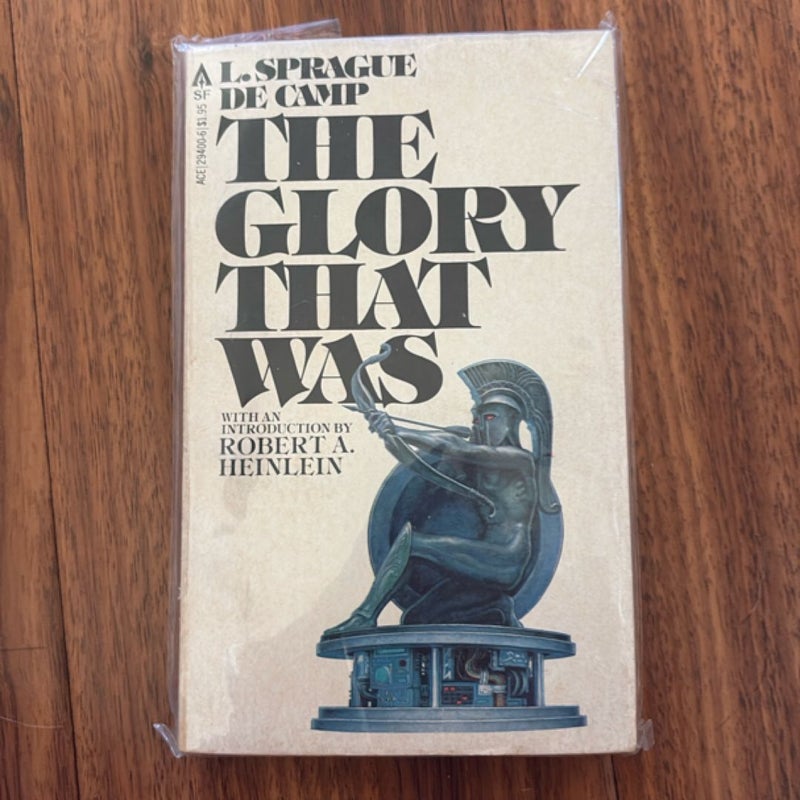 L. SPRAGUE
DE CAMP
SF
ACE|29400-6|$1.95
THE
GLORY
THAT
WAS
WITH AN
INTRODUCTION BY
ROBERT A.
HEINLEIN